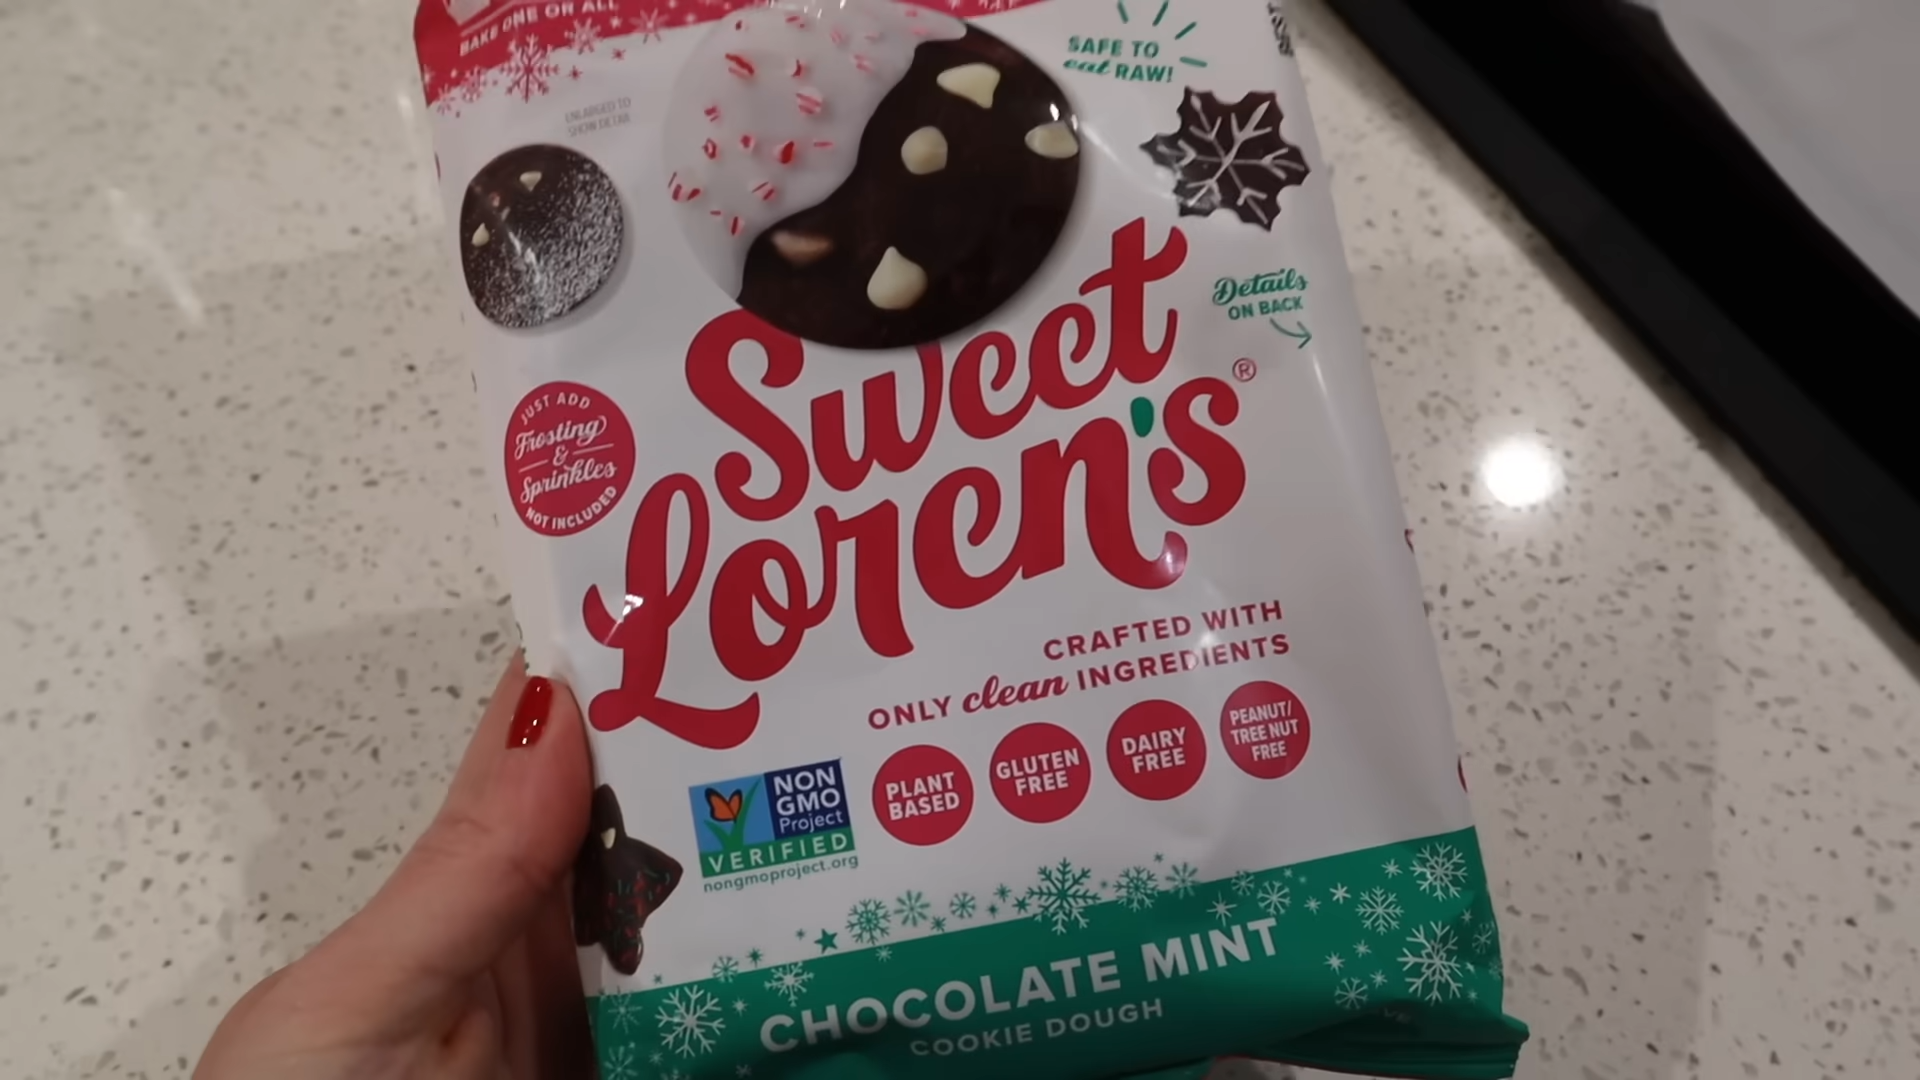 BAKE ONE OR ALL
SAFE TO
eat RAW!
ENLARGED TO
SHOW DETAIL
Details
ON BACK
Sweet
Loren's®
JUST ADD
Frosting
&
Sprinkles
NOT INCLUDED
CRAFTED WITH
ONLY clean INGREDIENTS
PLANT
BASED
GLUTEN
FREE
DAIRY
FREE
PEANUT/
TREE NUT
FREE
NON
GMO
Project
VERIFIED
nongmoproject.org
CHOCOLATE MINT
COOKIE DOUGH